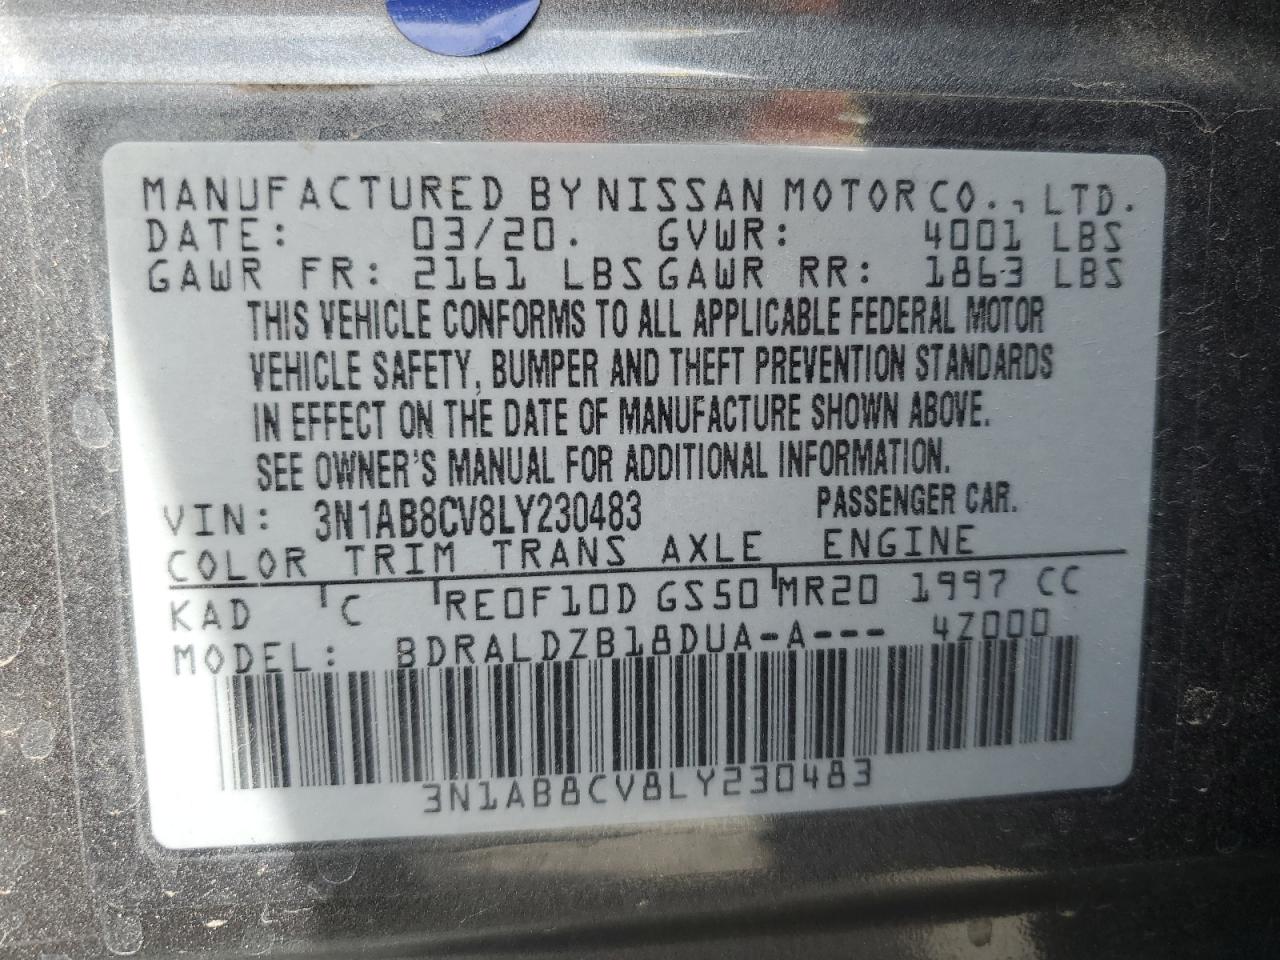 MANUFACTURED BY NISSAN MOTOR CO., LTD.
DATE: 03/20. GVWR: 4001 LBS
GAWR FR: 2161 LBS GAWR RR: 1863 LBS
THIS VEHICLE CONFORMS TO ALL APPLICABLE FEDERAL MOTOR
VEHICLE SAFETY, BUMPER AND THEFT PREVENTION STANDARDS
IN EFFECT ON THE DATE OF MANUFACTURE SHOWN ABOVE.
SEE OWNER'S MANUAL FOR ADDITIONAL INFORMATION.
VIN: 3N1AB8CV8LY230483 PASSENGER CAR.
COLOR TRIM TRANS AXLE ENGINE
KAD C RE0F10D GS50 MR20 1997 CC
MODEL: BDRALDZB18DUA-A--- 4Z000
3N1AB8CV8LY230483